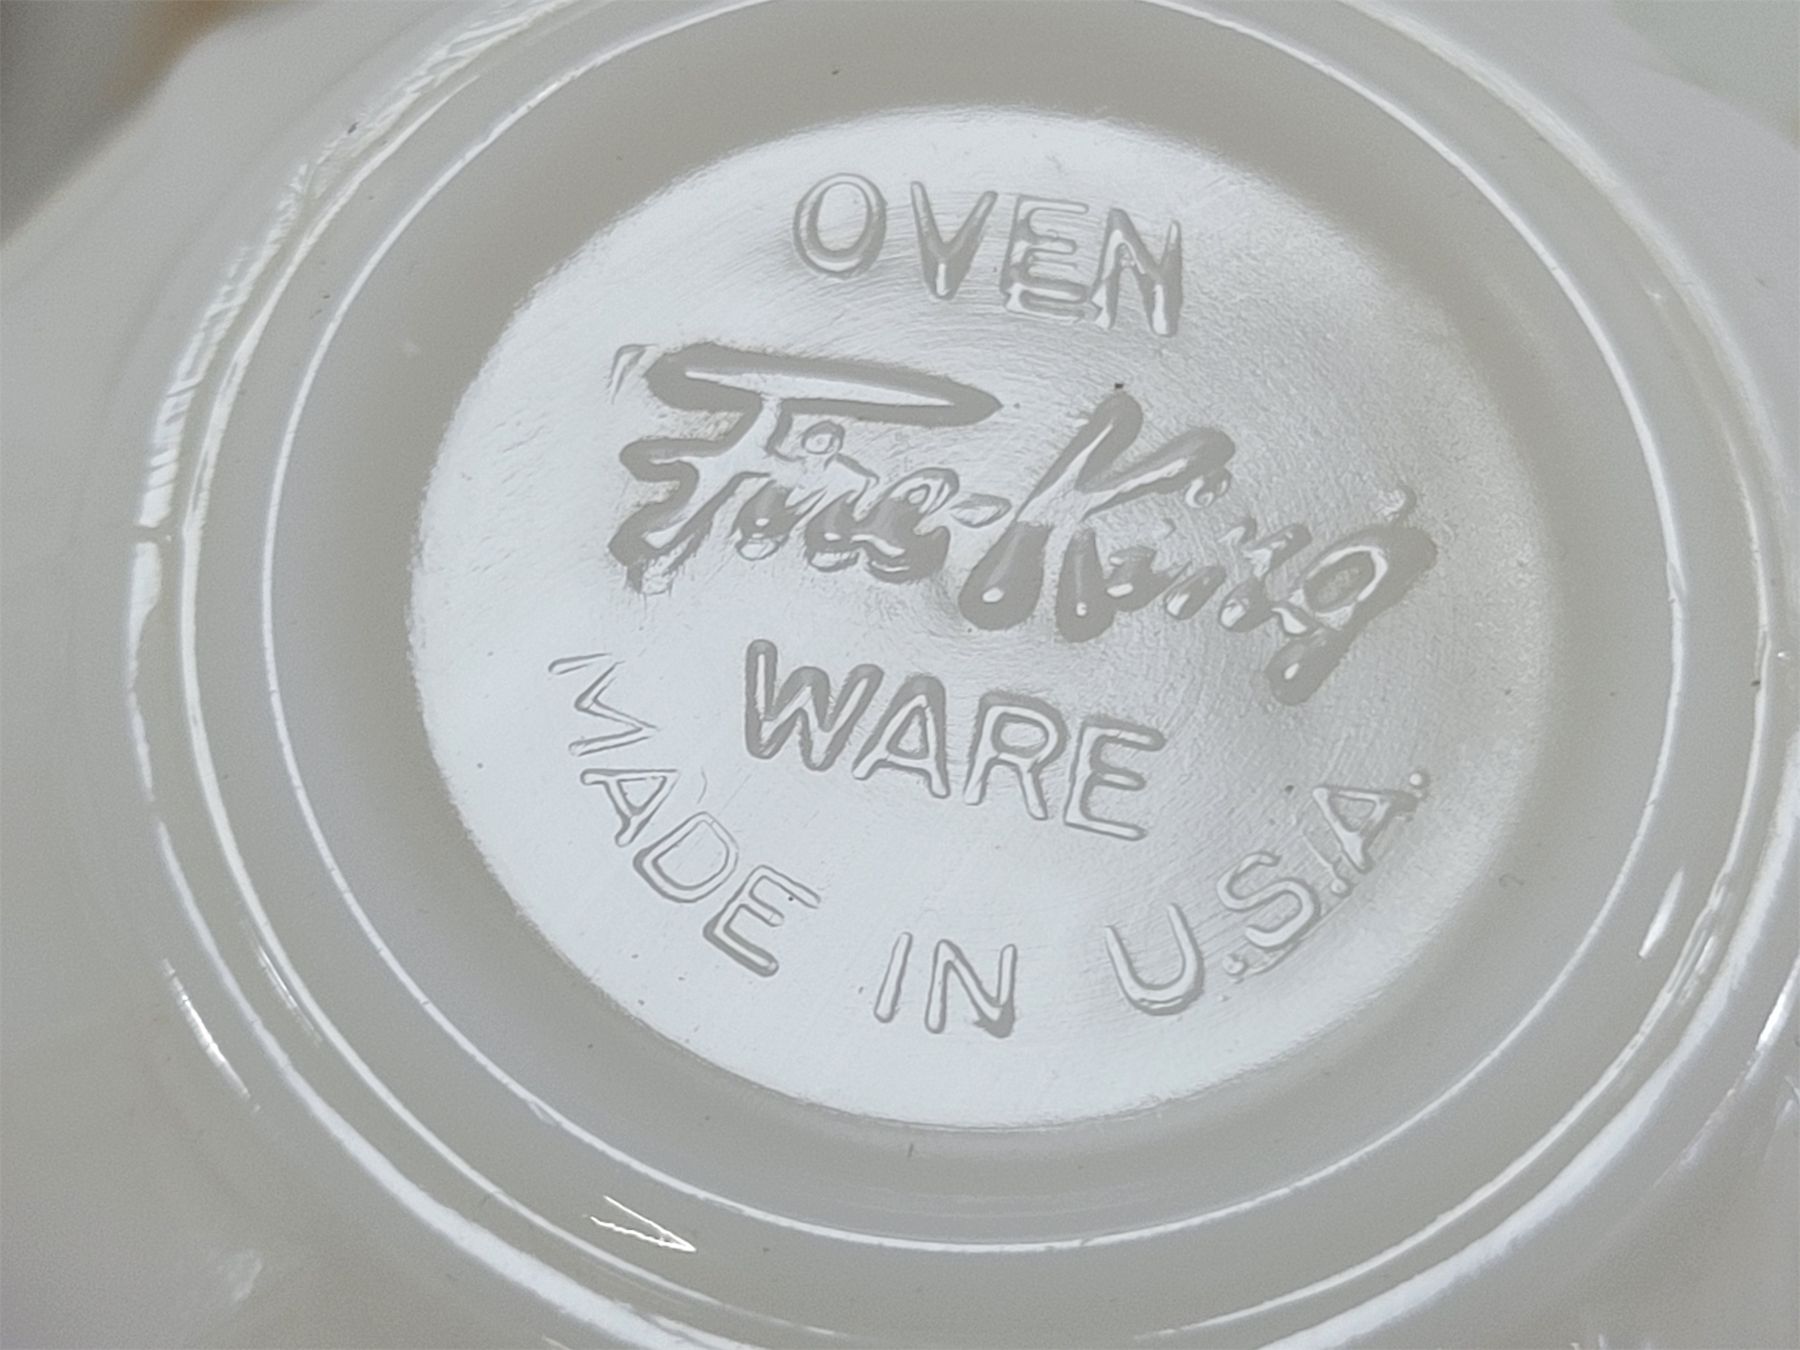 OVEN
Fire-King
WARE
MADE IN U.S.A.